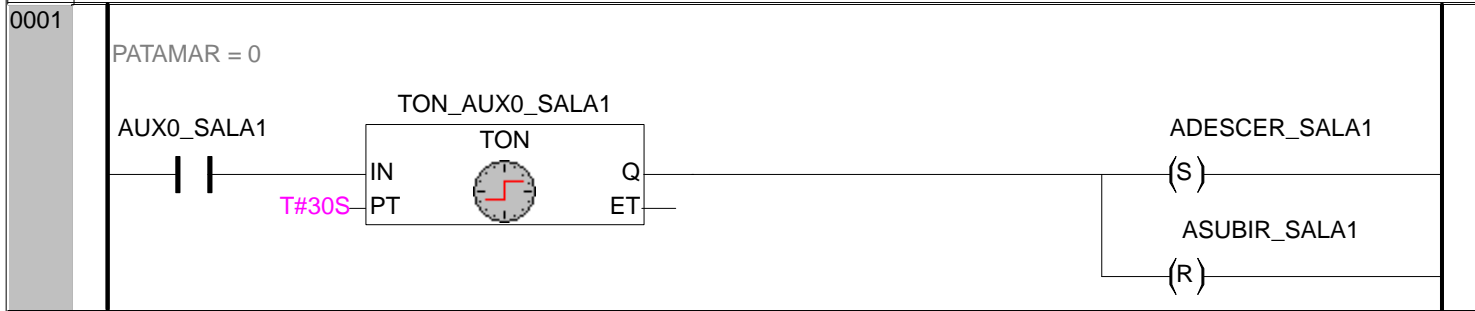 0001
PATAMAR = 0
TON_AUX0_SALA1
AUX0_SALA1
TON
ADESCER_SALA1
IN
Q
S
T#30S
PT
ET
ASUBIR_SALA1
R